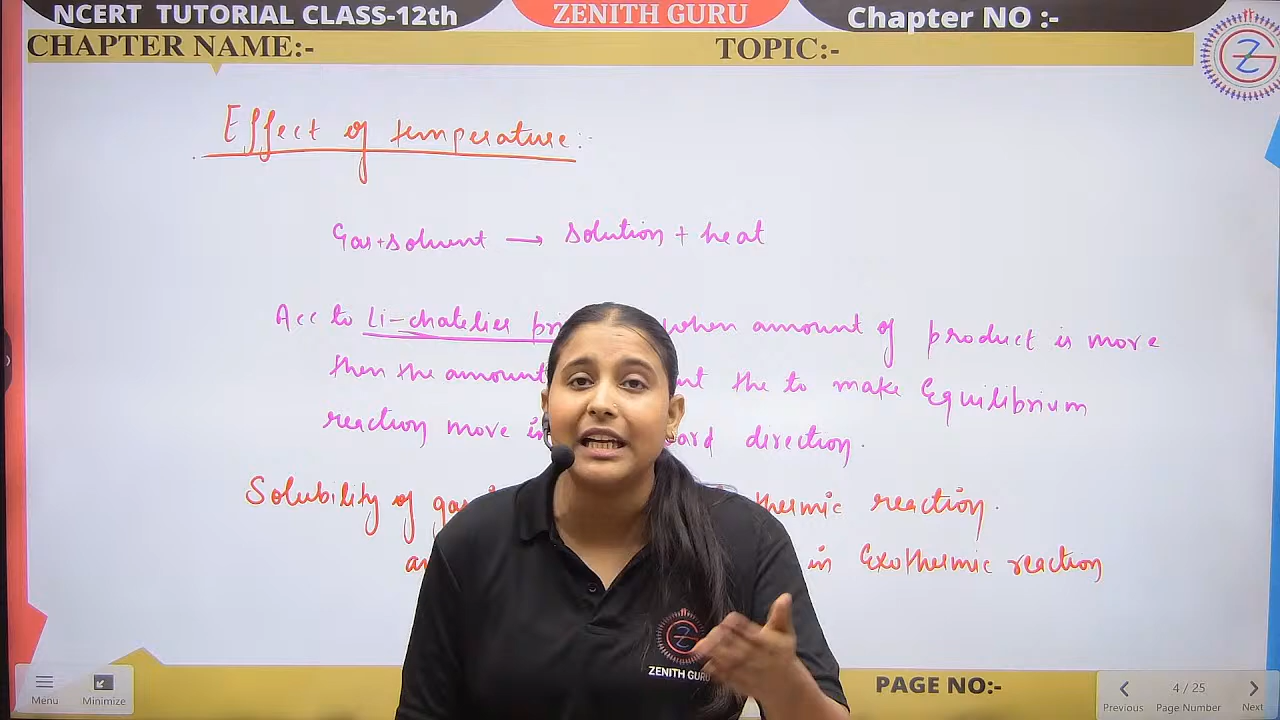 NCERT TUTORIAL CLASS-12th
ZENITH GURU
Chapter NO :-
CHAPTER NAME:-
TOPIC:-
Effect of temperature:-
Gas+solvent → solution + heat
Acc to Li-chatelies when amount of product is more
then the amount the to make Equilibrium
reaction move direction.
Solubility of gas reaction.
in Exothermic reaction
ZENITH GURU
PAGE NO:-
Menu
Minimize
Previous
4 / 25
Page Number
Next